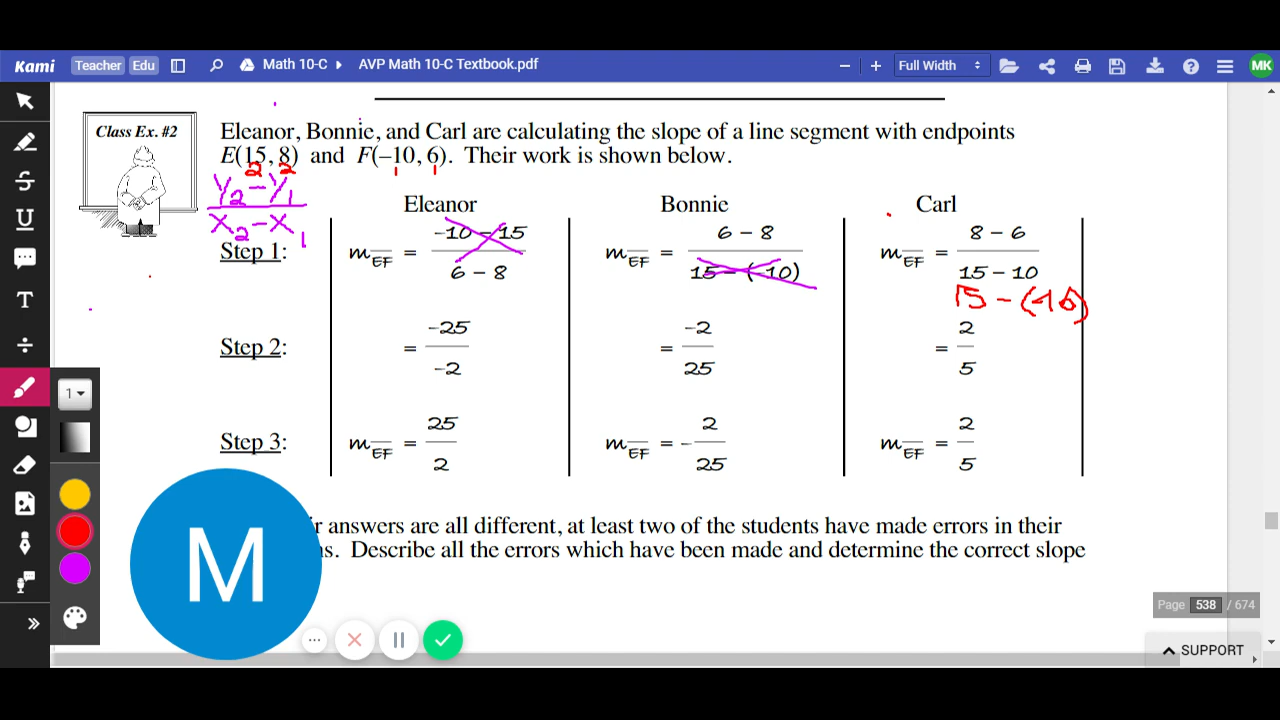 Kami Teacher Edu Math 10-C AVP Math 10-C Textbook.pdf Full Width MK
Class Ex. #2
Eleanor, Bonnie, and Carl are calculating the slope of a line segment with endpoints
E(15, 8) and F(–10, 6). Their work is shown below.
2 2 1 1
Y2 – Y1
X2 – X1
Eleanor Bonnie Carl
Step 1: mEF = -10 - 15 / 6 - 8 mEF = 6 - 8 / 15 - (-10) mEF = 8 - 6 / 15 - 10
15 - (-10)
Step 2: = -25 / -2 = -2 / 25 = 2 / 5
Step 3: mEF = 25 / 2 mEF = - 2 / 25 mEF = 2 / 5
answers are all different, at least two of the students have made errors in their
Describe all the errors which have been made and determine the correct slope
M
1
T
Page 538 / 674
SUPPORT